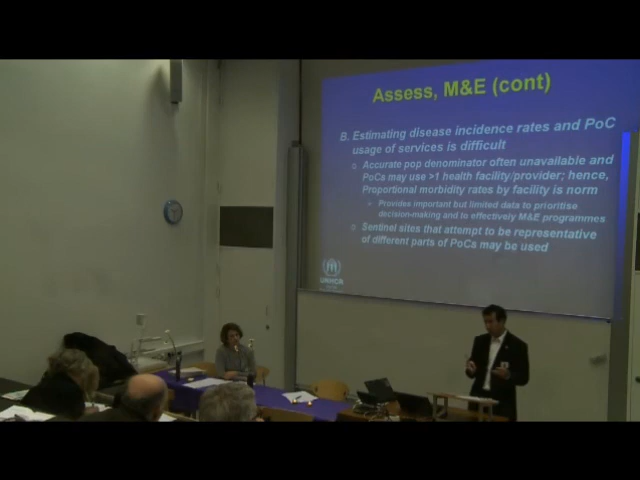 Assess, M&E (cont)
B. Estimating disease incidence rates and PoC
usage of services is difficult
o Accurate pop denominator often unavailable and
PoCs may use >1 health facility/provider; hence,
Proportional morbidity rates by facility is norm
➢ Provides important but limited data to prioritise
decision-making and to effectively M&E programmes
o Sentinel sites that attempt to be representative
of different parts of PoCs may be used
UNHCR